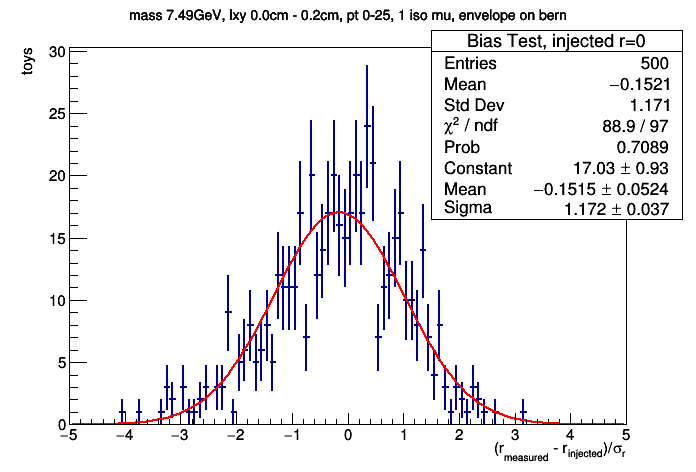 mass 7.49GeV, lxy 0.0cm - 0.2cm, pt 0-25, 1 iso mu, envelope on bern
Bias Test, injected r=0
Entries 500
Mean −0.1521
Std Dev 1.171
χ² / ndf 88.9 / 97
Prob 0.7089
Constant 17.03 ± 0.93
Mean −0.1515 ± 0.0524
Sigma 1.172 ± 0.037
toys
30
25
20
15
10
5
0
−5 −4 −3 −2 −1 0 1 2 3 4 5
(r_measured - r_injected)/σ_r